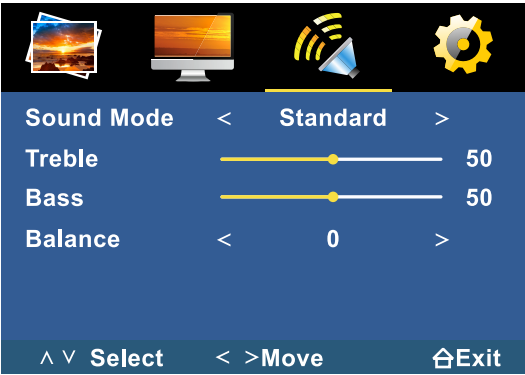 Sound Mode < Standard >
Treble 50
Bass 50
Balance < 0 >
∧ ∨ Select < >Move Exit